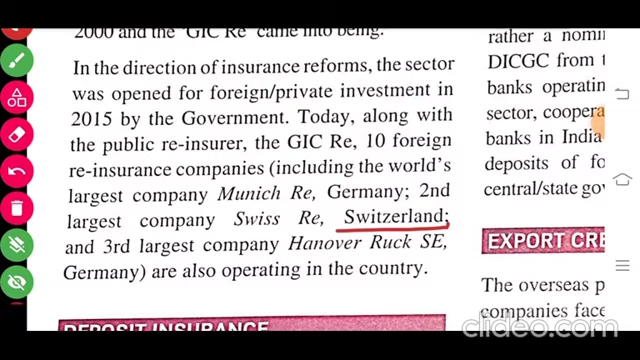 2000 and the "GIC Re" came into being.
In the direction of insurance reforms, the sector
was opened for foreign/private investment in
2015 by the Government. Today, along with
the public re-insurer, the GIC Re, 10 foreign
re-insurance companies (including the world's
largest company Munich Re, Germany; 2nd
largest company Swiss Re, Switzerland;
and 3rd largest company Hanover Ruck SE,
Germany) are also operating in the country.
DEPOSIT INSURANCE
rather a nomi
DICGC from t
banks operatin
sector, coopera
banks in India
deposits of fo
central/state gov
EXPORT CRE
The overseas p
companies face
clideo.com